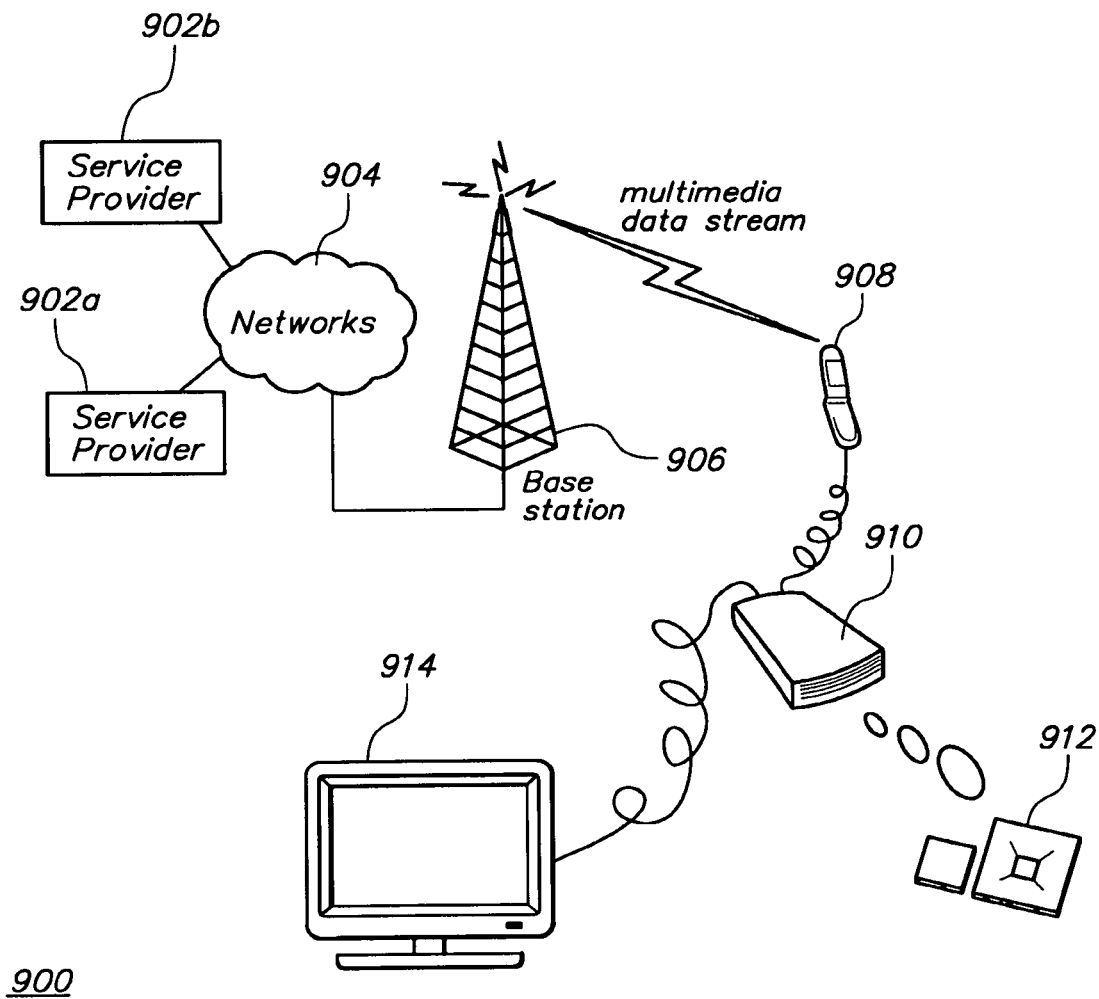 902b
Service
Provider
904
multimedia
data stream
908
902a
Networks
Service
Provider
906
Base
station
910
914
912
900